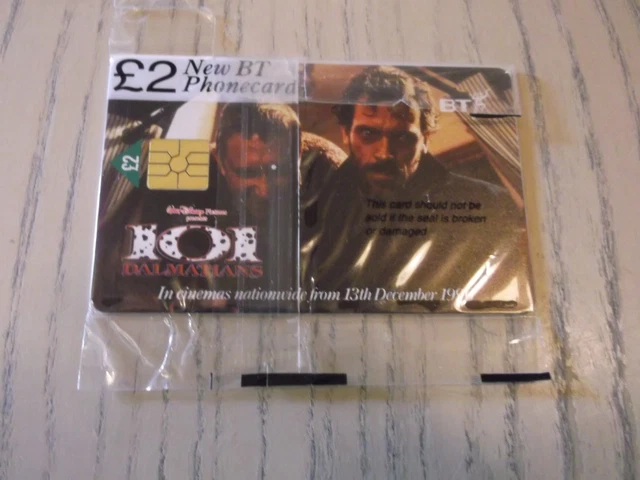 £2 New BT
Phonecard
BT
£2
Walt Disney Pictures
presents
101
DALMATIANS
This card should not be
sold if the seal is broken
or damaged
In cinemas nationwide from 13th December